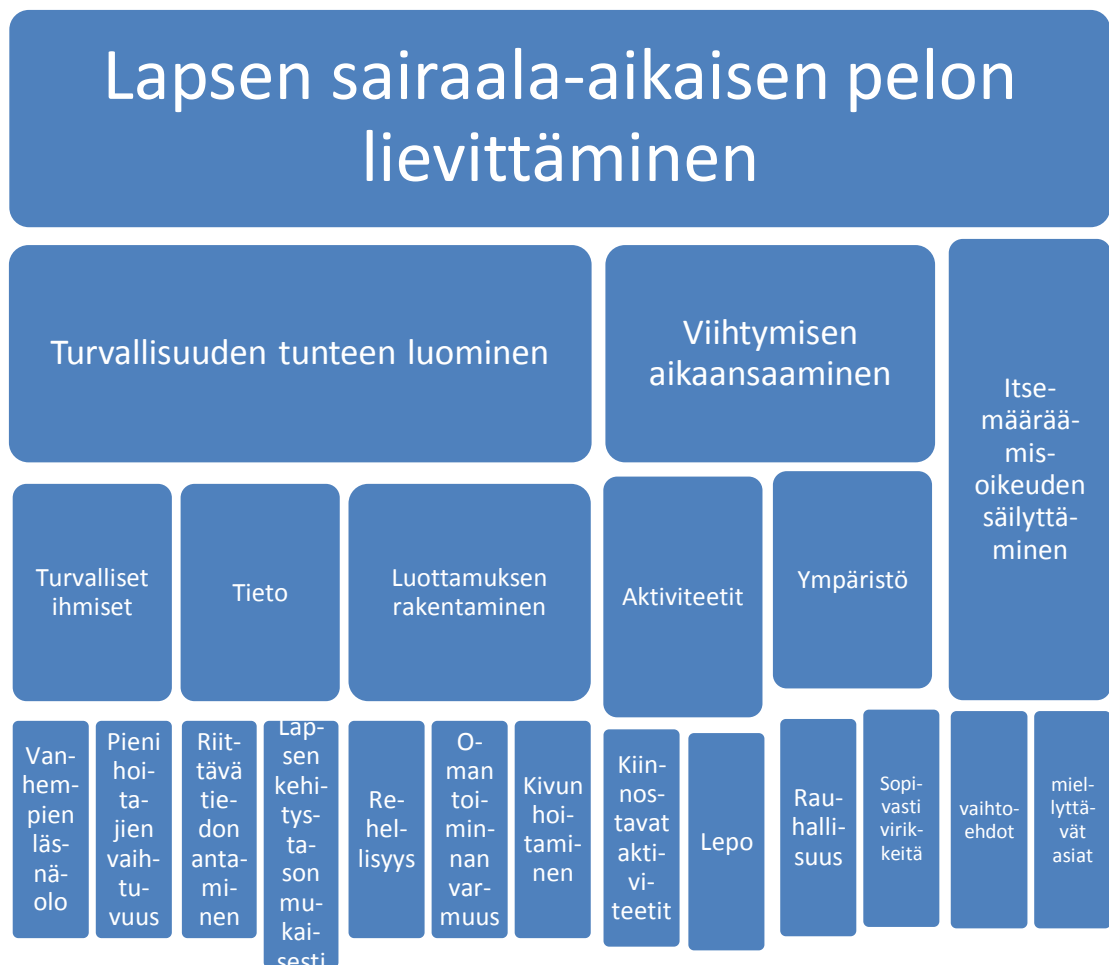 Lapsen sairaala-aikaisen pelon
lievittäminen
Turvallisuuden tunteen luominen
Viihtymisen
aikaansaaminen
Itse-
määrää-
mis-
oikeuden
säilyttä-
minen
Turvalliset
ihmiset
Tieto
Luottamuksen
rakentaminen
Aktiviteetit
Ympäristö
Van-
hem-
pien
läs-
nä-
olo
Pieni
hoi-
ta-
jien
vaih-
tu-
vuus
Riit-
tävä
tie-
don
anta-
mi-
nen
Lap-
sen
kehi-
tys-
ta-
son
mu-
kai-
sesti
Re-
hel-
lisyys
O-
man
toi-
min-
nan
var-
muus
Kivun
hoi-
tami-
nen
Kiin-
nos-
tavat
akti-
vi-
teetit
Lepo
Rau-
halli-
suus
Sopi-
vasti
virik-
keitä
vaihto-
ehdot
miel-
lyttä-
vät
asiat